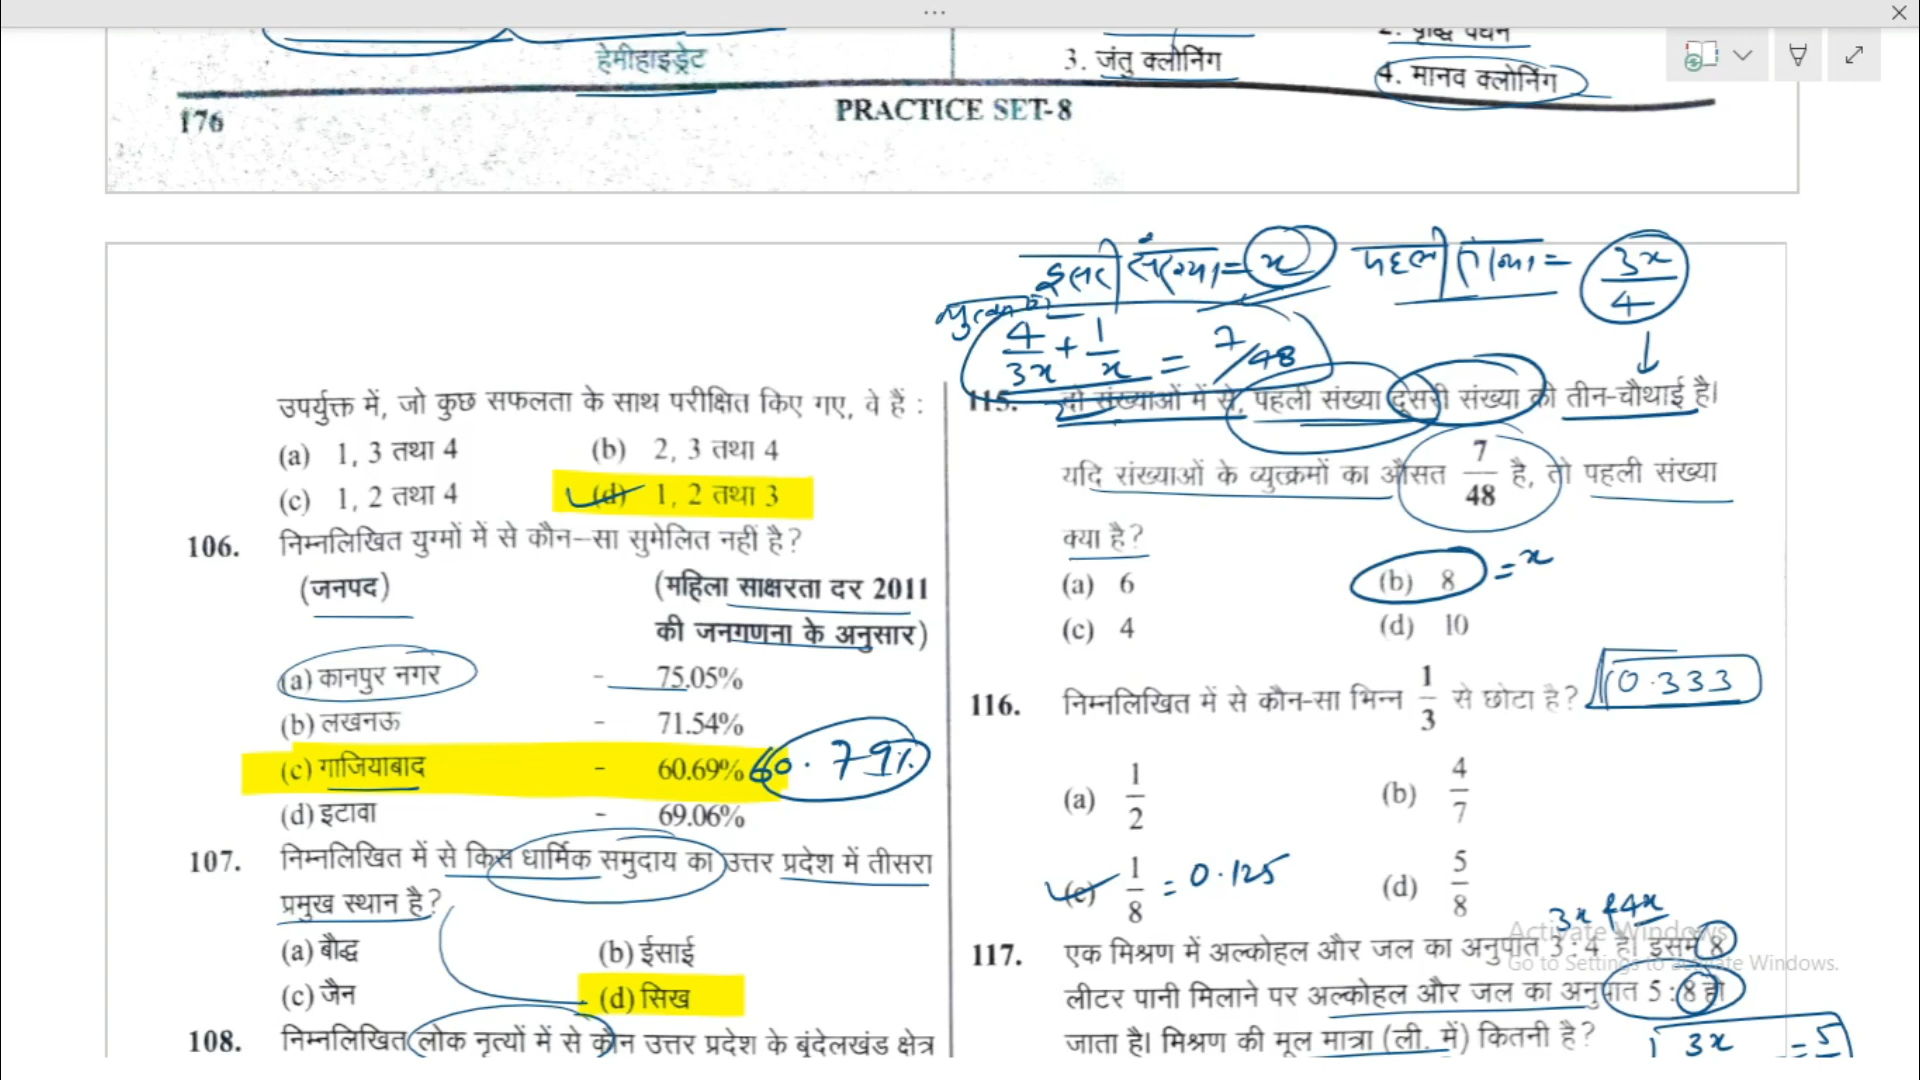 हेमीहाइड्रेट
3. जंतु क्लोनिंग
4. मानव क्लोनिंग
176
PRACTICE SET-8
उपर्युक्त में, जो कुछ सफलता के साथ परीक्षित किए गए, वे हैं :
(a) 1, 3 तथा 4
(b) 2, 3 तथा 4
(c) 1, 2 तथा 4
(d) 1, 2 तथा 3
106. निम्नलिखित युग्मों में से कौन-सा सुमेलित नहीं है?
(जनपद)
(महिला साक्षरता दर 2011
की जनगणना के अनुसार)
(a) कानपुर नगर - 75.05%
(b) लखनऊ - 71.54%
(c) गाजियाबाद - 60.69% 60.79%
(d) इटावा - 69.06%
107. निम्नलिखित में से किस धार्मिक समुदाय का उत्तर प्रदेश में तीसरा
प्रमुख स्थान है?
(a) बौद्ध
(b) ईसाई
(c) जैन
(d) सिख
108. निम्नलिखित लोक नृत्यों में से कौन उत्तर प्रदेश के बुंदेलखंड क्षेत्र
दूसरी संख्या = x पहली संख्या = 3x/4
4/3x + 1/x = 7/48
115. दो संख्याओं में से, पहली संख्या दूसरी संख्या की तीन-चौथाई है।
यदि संख्याओं के व्युत्क्रमों का औसत 7/48 है, तो पहली संख्या
क्या है?
(a) 6
(b) 8 = x
(c) 4
(d) 10
116. निम्नलिखित में से कौन-सा भिन्न 1/3 से छोटा है? 0.333
(a) 1/2
(b) 4/7
(c) 1/8 = 0.125
(d) 5/8
3x 4x
117. एक मिश्रण में अल्कोहल और जल का अनुपात 3 : 4 है। इसमें 8
लीटर पानी मिलाने पर अल्कोहल और जल का अनुपात 5 : 8 हो
जाता है। मिश्रण की मूल मात्रा (ली. में) कितनी है?
3x = 5
Activate Windows
Go to Settings to activate Windows.